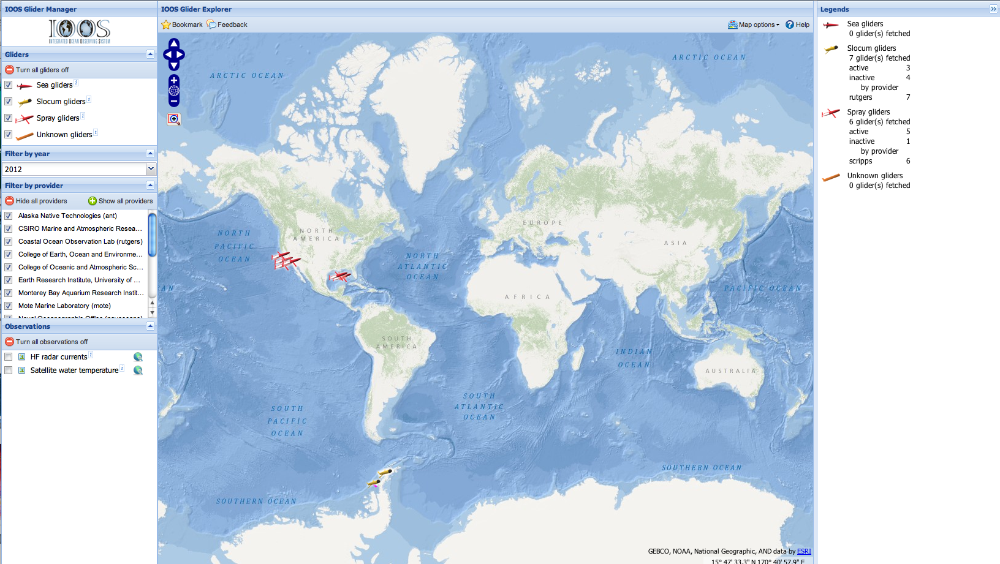 IOOS Glider Manager
IOOS
INTEGRATED OCEAN OBSERVING SYSTEM
Gliders
Turn all gliders off
Sea gliders i
Slocum gliders i
Spray gliders i
Unknown gliders i
Filter by year
2012
Filter by provider
Hide all providers Show all providers
Alaska Native Technologies (ant)
CSIRO Marine and Atmospheric Resea...
Coastal Ocean Observation Lab (rutgers)
College of Earth, Ocean and Environme...
College of Oceanic and Atmospheric Sc...
Earth Research Institute, University of ...
Monterey Bay Aquarium Research Instit...
Mote Marine Laboratory (mote)
Observations
Turn all observations off
HF radar currents i
Satellite water temperature i
IOOS Glider Explorer
Bookmark Feedback
Map options Help
ARCTIC OCEAN
ARCTIC OCEAN
NORTH
PACIFIC
OCEAN
NORTH
AMERICA
NORTH
ATLANTIC
OCEAN
EUROPE
ASIA
AFRICA
PACIFIC OCEAN
AN
SOUTH
AMERICA
INDIAN
OCEAN
AUSTRALIA
SOUTH
PACIFIC
OCEAN
SOUTH
ATLANTIC
OCEAN
SOUTHERN OCEAN
SOUTHERN OCEAN
GEBCO, NOAA, National Geographic, AND data by ESRI
15° 47' 33.3" N 170° 40' 57.9" E
Legends
Sea gliders
0 glider(s) fetched
Slocum gliders
7 glider(s) fetched
active 3
inactive 4
by provider
rutgers 7
Spray gliders
6 glider(s) fetched
active 5
inactive 1
by provider
scripps 6
Unknown gliders
0 glider(s) fetched